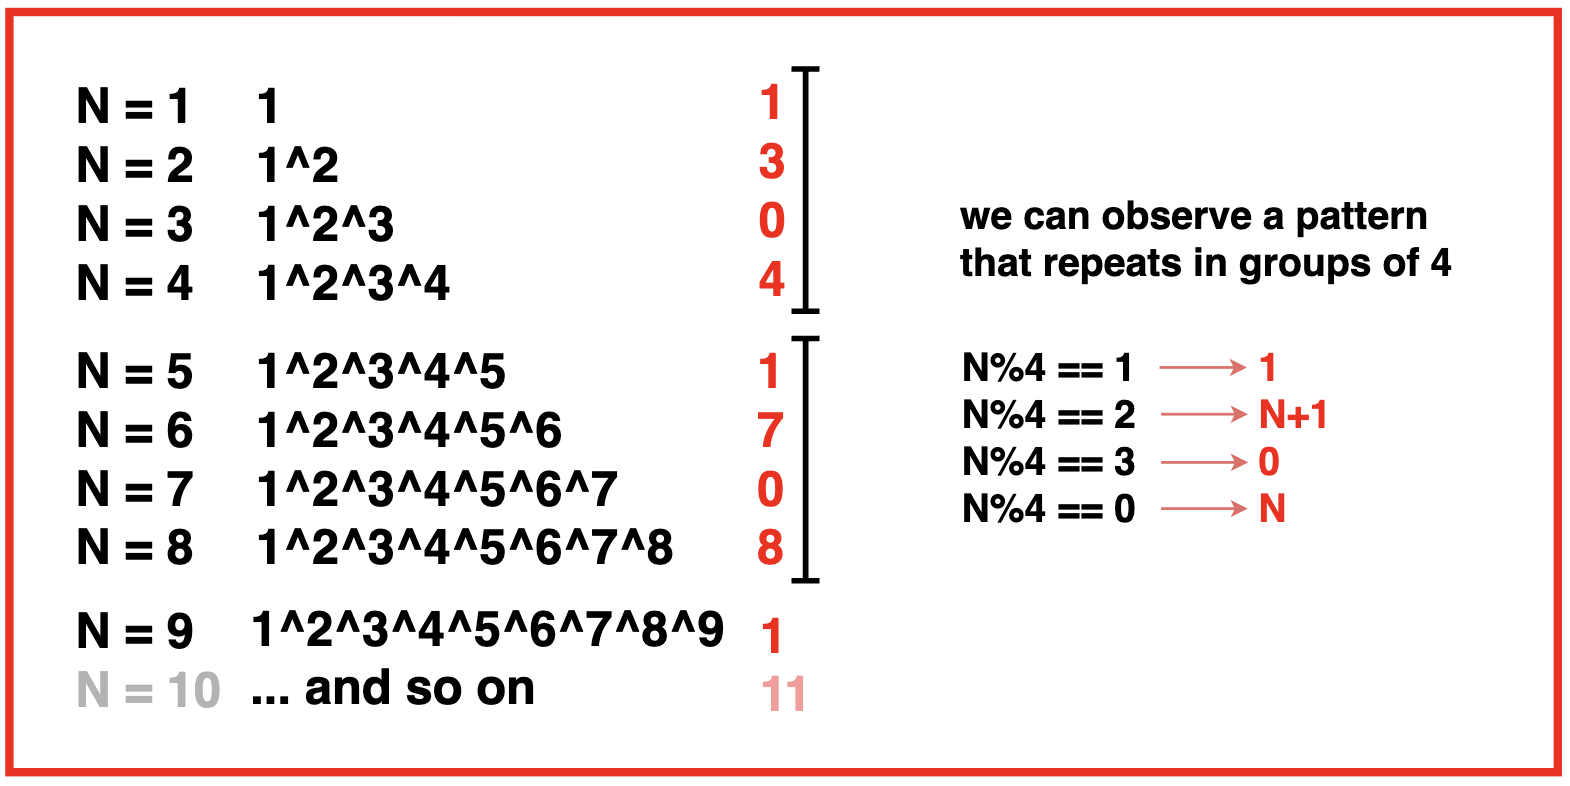 N = 1 1 1
N = 2 1^2 3
N = 3 1^2^3 0
N = 4 1^2^3^4 4
N = 5 1^2^3^4^5 1
N = 6 1^2^3^4^5^6 7
N = 7 1^2^3^4^5^6^7 0
N = 8 1^2^3^4^5^6^7^8 8
N = 9 1^2^3^4^5^6^7^8^9 1
N = 10 ... and so on 11
we can observe a pattern
that repeats in groups of 4
N%4 == 1 → 1
N%4 == 2 → N+1
N%4 == 3 → 0
N%4 == 0 → N